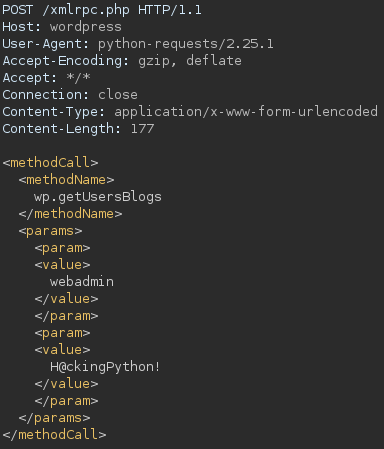 POST /xmlrpc.php HTTP/1.1
Host: wordpress
User-Agent: python-requests/2.25.1
Accept-Encoding: gzip, deflate
Accept: */*
Connection: close
Content-Type: application/x-www-form-urlencoded
Content-Length: 177

<methodCall>
  <methodName>
    wp.getUsersBlogs
  </methodName>
  <params>
    <param>
    <value>
      webadmin
    </value>
    </param>
    <param>
    <value>
      H@ckingPython!
    </value>
    </param>
  </params>
</methodCall>